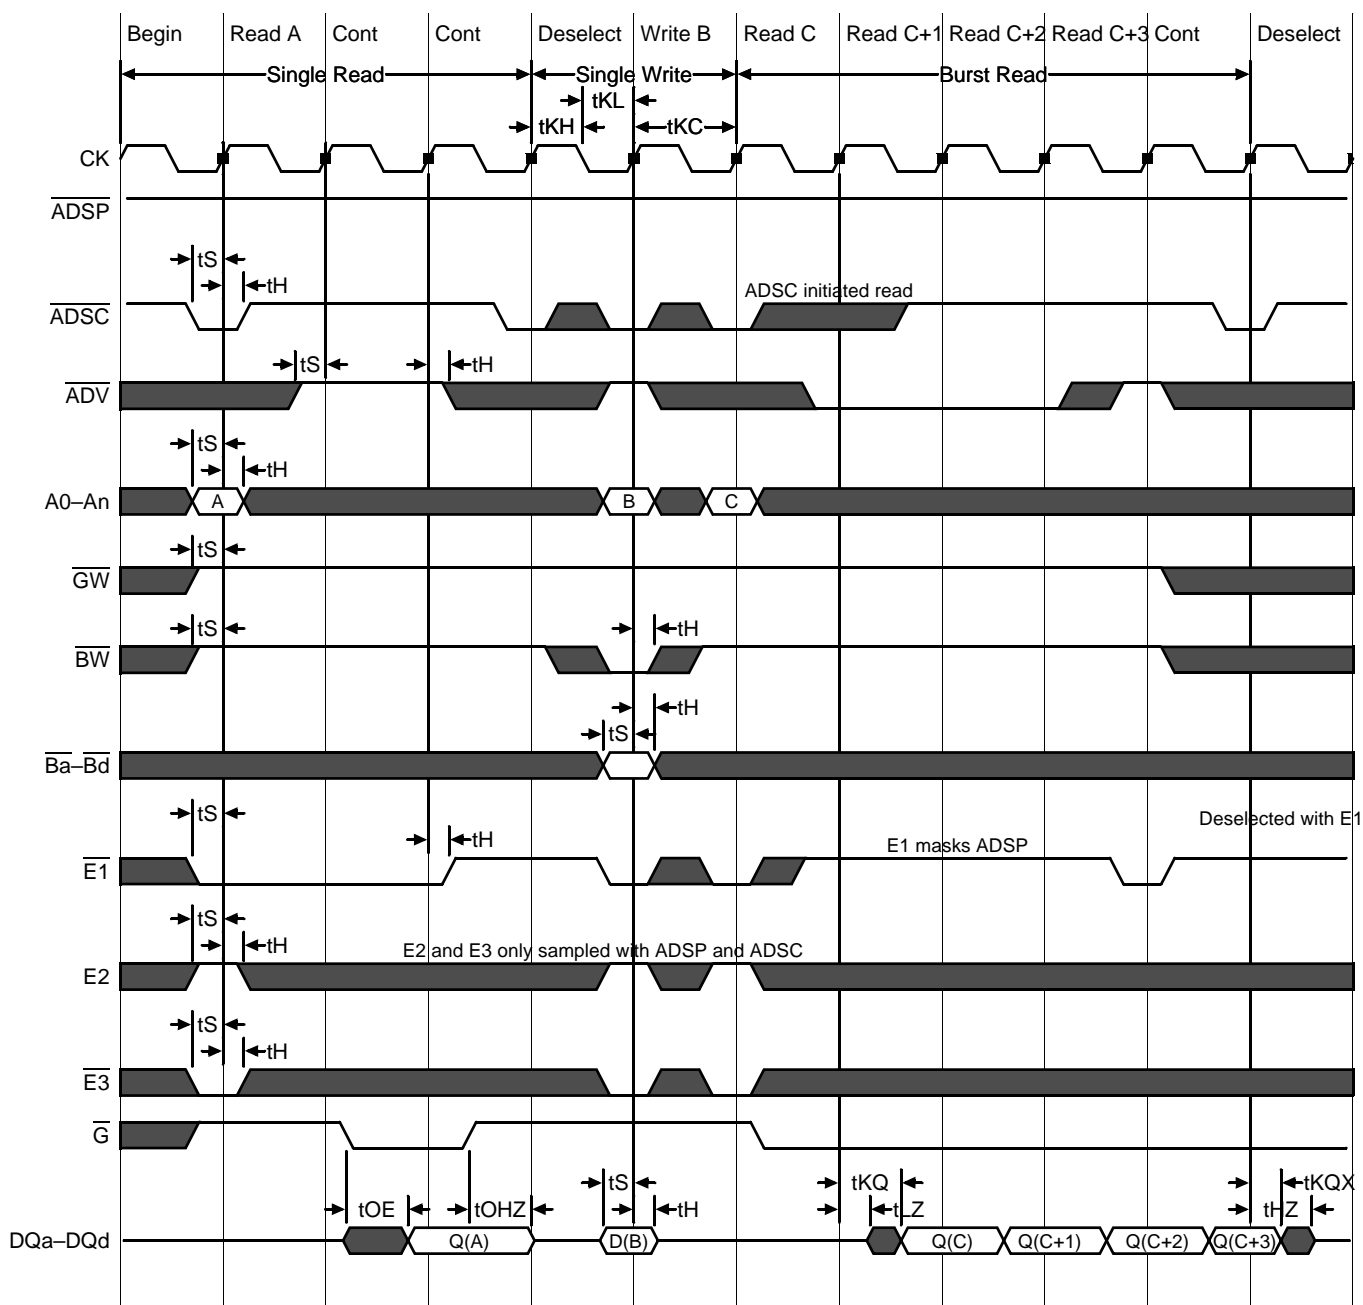 Begin Read A Cont Cont Deselect Write B Read C Read C+1 Read C+2 Read C+3 Cont Deselect
Single Read Single Write Burst Read
tKL
tKH tKC
CK
ADSP
tS
tH
ADSC initiated read
ADSC
tS tH
ADV
tS
tH
A0–An A B C
tS
GW
tS tH
BW
tH
tS
Ba–Bd
tS
Deselected with E1
tH
E1 masks ADSP
E1
tS
tH
E2 and E3 only sampled with ADSP and ADSC
E2
tS
tH
E3
G
tS tKQ tKQX
tOE tOHZ tH tLZ tHZ
DQa–DQd Q(A) D(B) Q(C) Q(C+1) Q(C+2) Q(C+3)